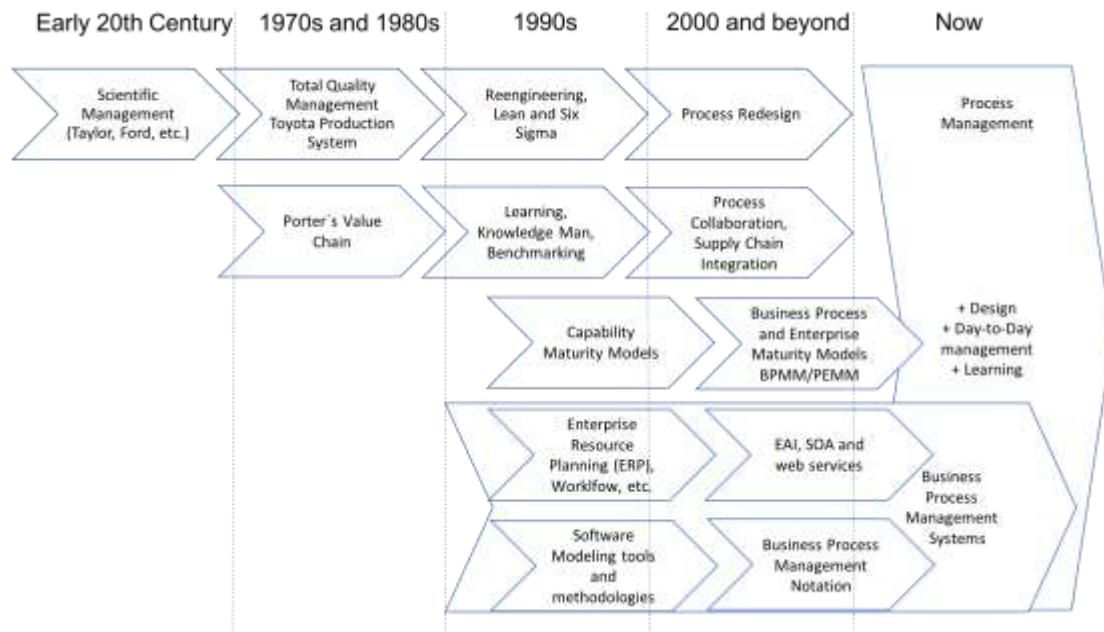 Early 20th Century
1970s and 1980s
1990s
2000 and beyond
Now
Scientific
Management
(Taylor, Ford, etc.)
Total Quality
Management
Toyota Production
System
Reengineering,
Lean and Six
Sigma
Process Redesign
Process
Management
Porter´s Value
Chain
Learning,
Knowledge Man,
Benchmarking
Process
Collaboration,
Supply Chain
Integration
Capability
Maturity Models
Business Process
and Enterprise
Maturity Models
BPMM/PEMM
+ Design
+ Day-to-Day
management
+ Learning
Enterprise
Resource
Planning (ERP),
Worklfow, etc.
EAI, SOA and
web services
Business
Process
Management
Systems
Software
Modeling tools
and
methodologies
Business Process
Management
Notation